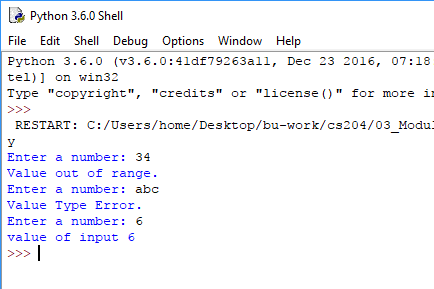 Python 3.6.0 Shell
File Edit Shell Debug Options Window Help
Python 3.6.0 (v3.6.0:41df79263a11, Dec 23 2016, 07:18
tel)] on win32
Type "copyright", "credits" or "license()" for more in
>>>
RESTART: C:/Users/home/Desktop/bu-work/cs204/03_Modul
y
Enter a number: 34
Value out of range.
Enter a number: abc
Value Type Error.
Enter a number: 6
value of input 6
>>>